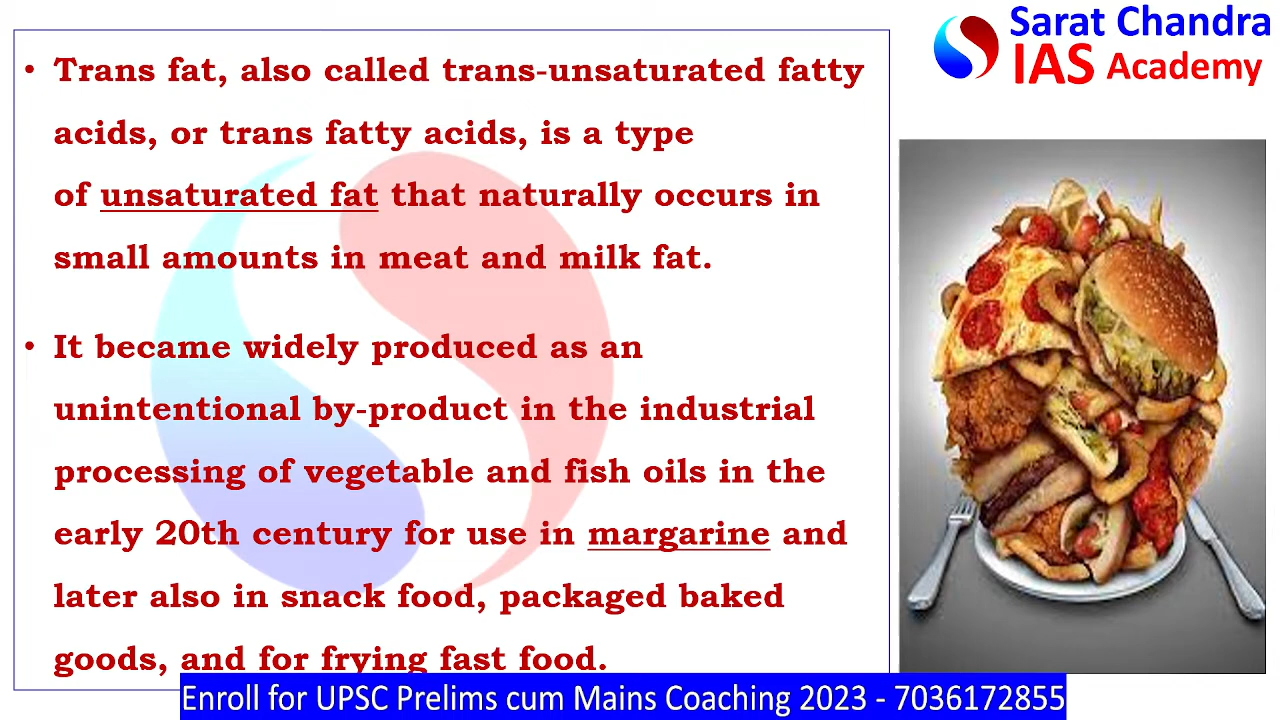 Sarat Chandra
IAS Academy
• Trans fat, also called trans-unsaturated fatty
acids, or trans fatty acids, is a type
of unsaturated fat that naturally occurs in
small amounts in meat and milk fat.
• It became widely produced as an
unintentional by-product in the industrial
processing of vegetable and fish oils in the
early 20th century for use in margarine and
later also in snack food, packaged baked
goods, and for frying fast food.
Enroll for UPSC Prelims cum Mains Coaching 2023 - 7036172855